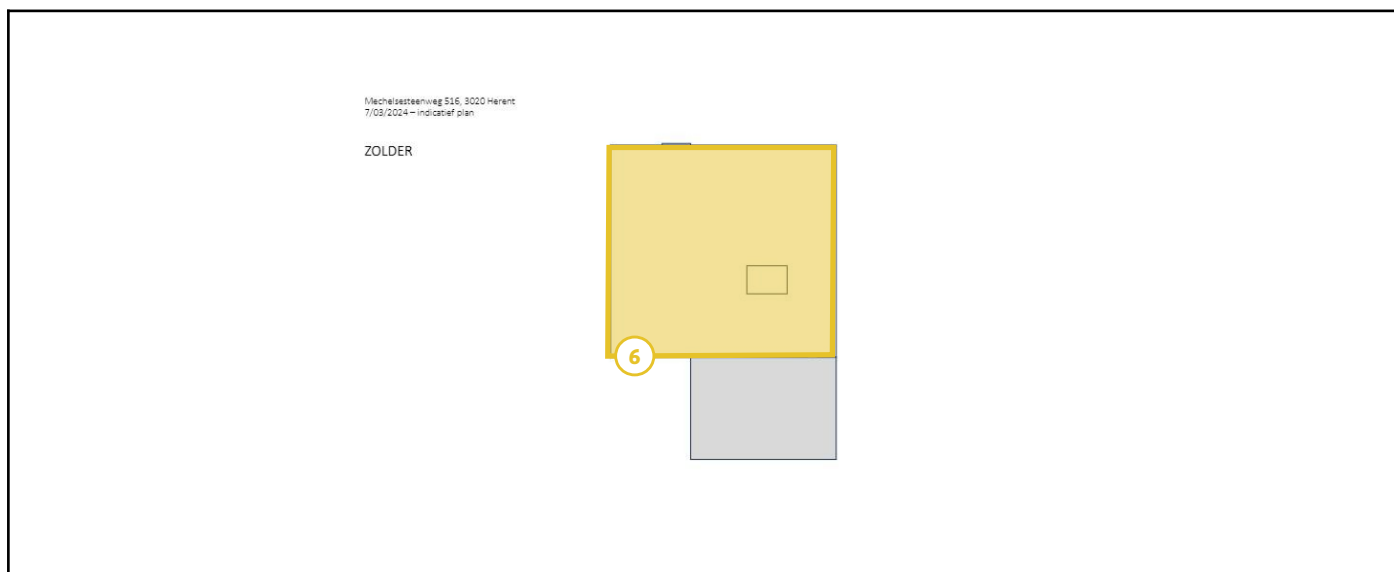 Mechelsesteenweg 516, 3020 Herent
7/03/2024 – indicatief plan
ZOLDER
6